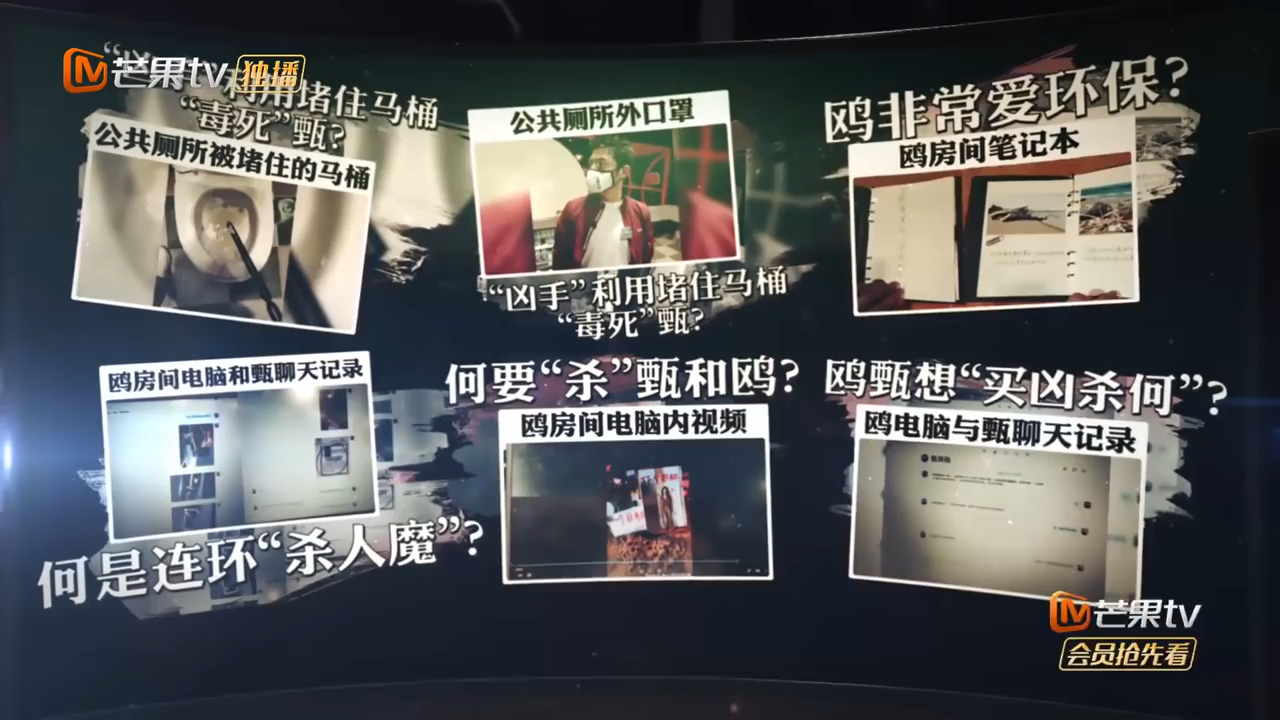 芒果tv 独播
利用堵住马桶
“毒死”甄?
公共厕所被堵住的马桶
公共厕所外口罩
“凶手”利用堵住马桶
“毒死”甄?
鸥非常爱环保?
鸥房间笔记本
鸥房间电脑和甄聊天记录
何是连环“杀人魔”?
何要“杀”甄和鸥?
鸥房间电脑内视频
鸥甄想“买凶杀何”?
鸥电脑与甄聊天记录
芒果tv
会员抢先看